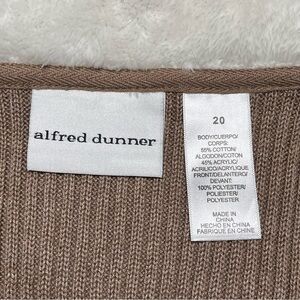 alfred dunner
20
BODY/CUERPO/
CORPS:
55% COTTON/
ALGODON/COTON
45% ACRYLIC/
ACRILICO/ACRYLIQUE
FRONT/DELANTERO/
DEVANT:
100% POLYESTER/
POLIESTER/
POLYESTER
MADE IN
CHINA
HECHO EN CHINA
FABRIQUE EN CHINE